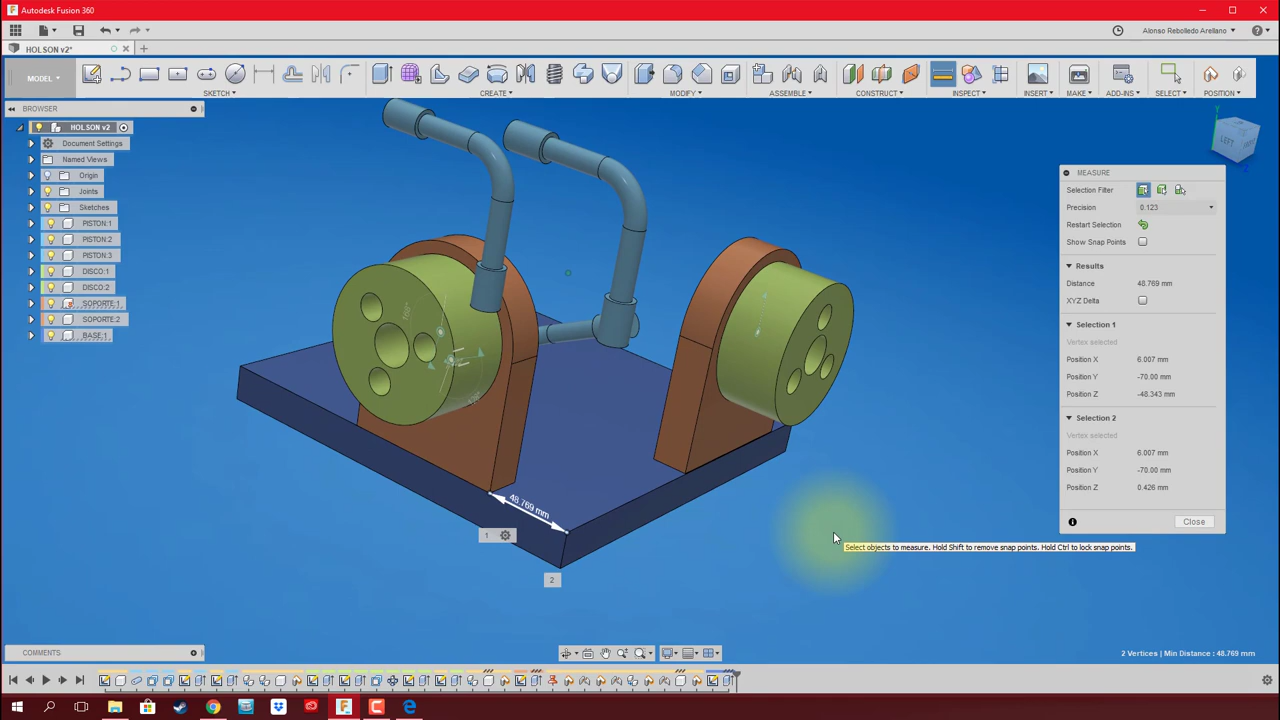 Autodesk Fusion 360
Alonso Rebolledo Arellano
HOLSON v2*
MODEL
SKETCH
CREATE
MODIFY
ASSEMBLE
CONSTRUCT
INSPECT
INSERT
MAKE
ADD-INS
SELECT
POSITION
BROWSER
HOLSON v2
Document Settings
Named Views
Origin
Joints
Sketches
PISTON:1
PISTON:2
PISTON:3
DISCO:1
DISCO:2
SOPORTE:1
SOPORTE:2
BASE:1
LEFT
MEASURE
Selection Filter
Precision 0.123
Restart Selection
Show Snap Points
Results
Distance 48.769 mm
XYZ Delta
Selection 1
Vertex selected
Position X 6.007 mm
Position Y -70.00 mm
Position Z -48.343 mm
Selection 2
Vertex selected
Position X 6.007 mm
Position Y -70.00 mm
Position Z 0.426 mm
Close
48.769 mm
1
2
Select objects to measure. Hold Shift to remove snap points. Hold Ctrl to lock snap points.
COMMENTS
2 Vertices | Min Distance : 48.769 mm